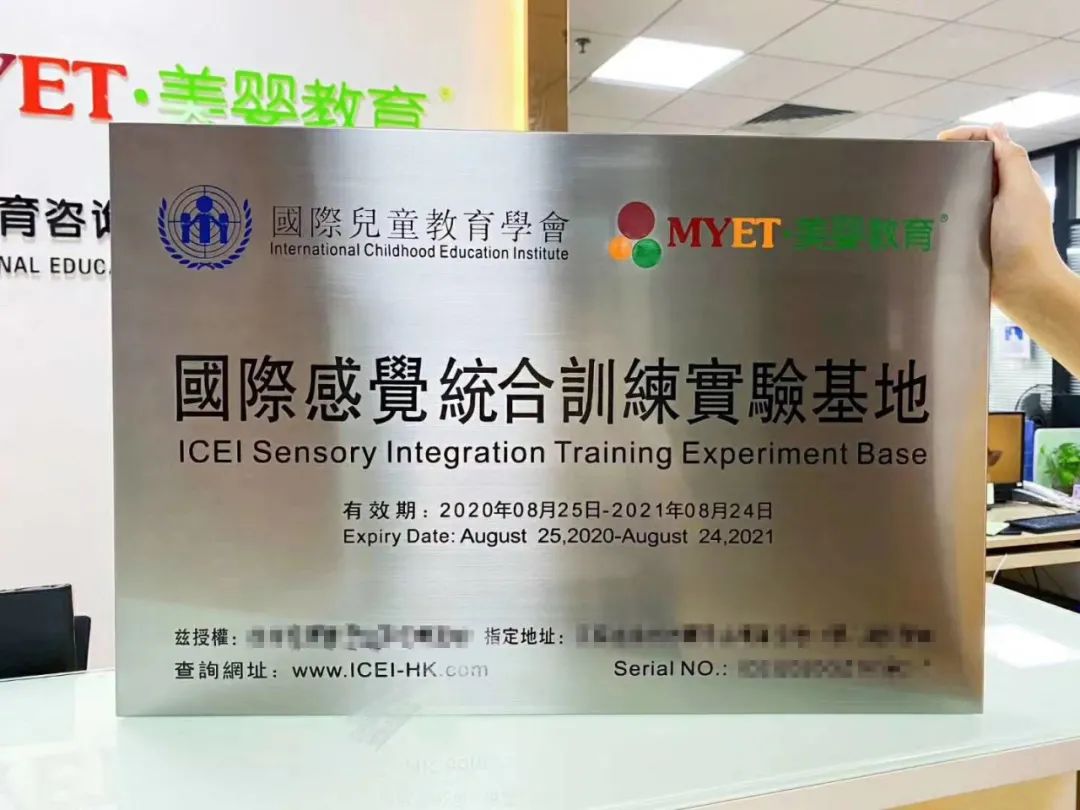 YET·美婴教育
育咨询
NAL EDUC
國際兒童教育學會
International Childhood Education Institute
MYET·美婴教育®
國際感覺統合訓練實驗基地
ICEI Sensory Integration Training Experiment Base
有效期：2020年08月25日-2021年08月24日
Expiry Date: August 25,2020-August 24,2021
兹授權：
指定地址：
查詢網址：www.ICEI-HK.com
Serial NO.: